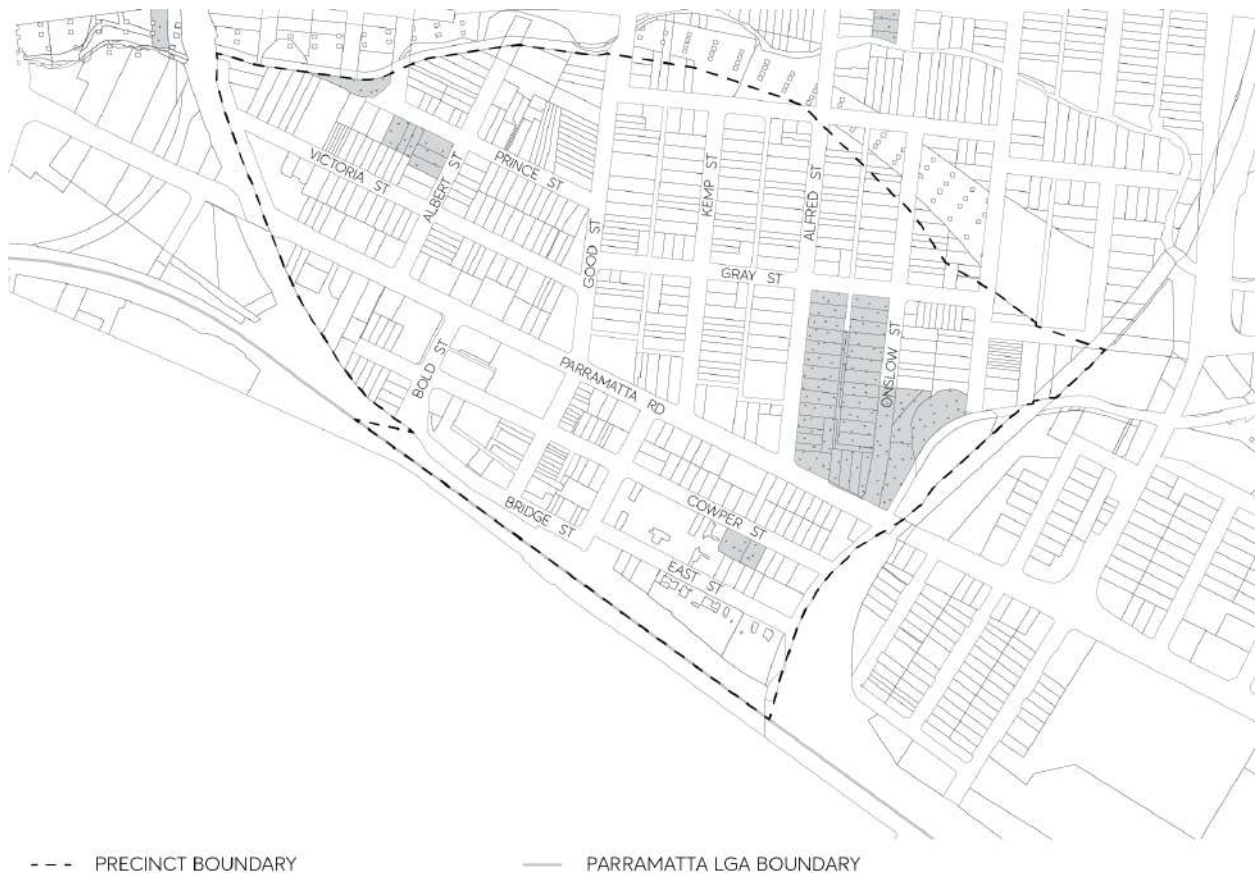 PRINCE ST
VICTORIA ST
ALBERT ST
KEMP ST
ALFRED ST
GOOD ST
GRAY ST
ONSLOW ST
BOLD ST
PARRAMATTA RD
COWPER ST
BRIDGE ST
EAST ST
PRECINCT BOUNDARY
PARRAMATTA LGA BOUNDARY